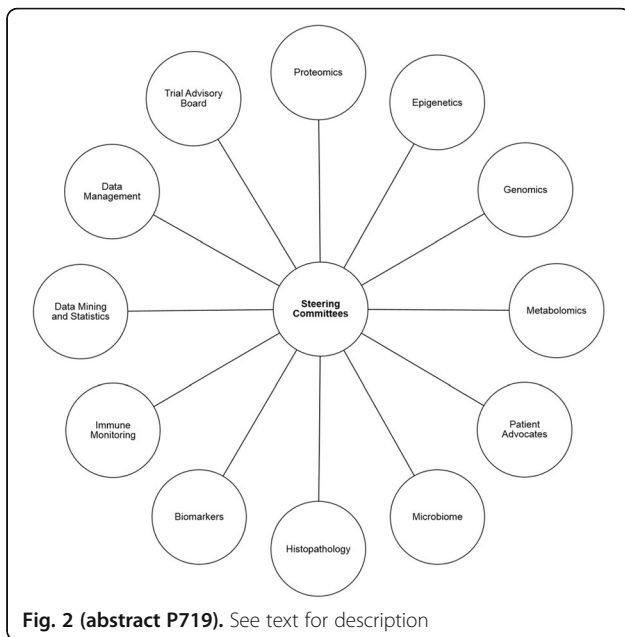 Proteomics
Epigenetics
Genomics
Metabolomics
Patient
Advocates
Microbiome
Histopathology
Biomarkers
Immune
Monitoring
Data Mining
and Statistics
Data
Management
Trial Advisory
Board
Steering
Committees
Fig. 2 (abstract P719). See text for description